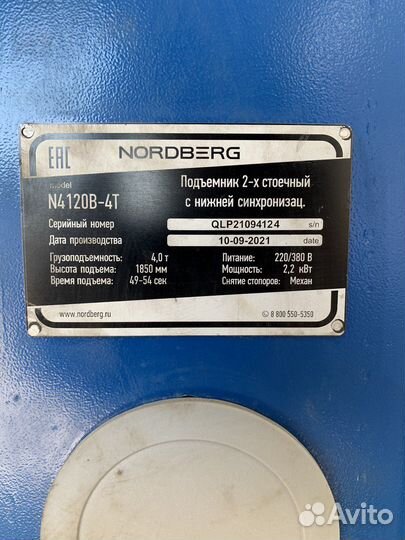 EAC NORDBERG
model
N4120B-4T
Подъемник 2-х стоечный
с нижней синхронизац.
Серийный номер QLP21094124 s/n
Дата производства 10-09-2021 date
Грузоподъемность: 4,0 т
Высота подъема: 1850 мм
Время подъема: 49-54 сек
Питание: 220/380 В
Мощность: 2,2 кВт
Снятие стопоров: Механ
www.nordberg.ru
✆ 8 800 550-5350
Avito